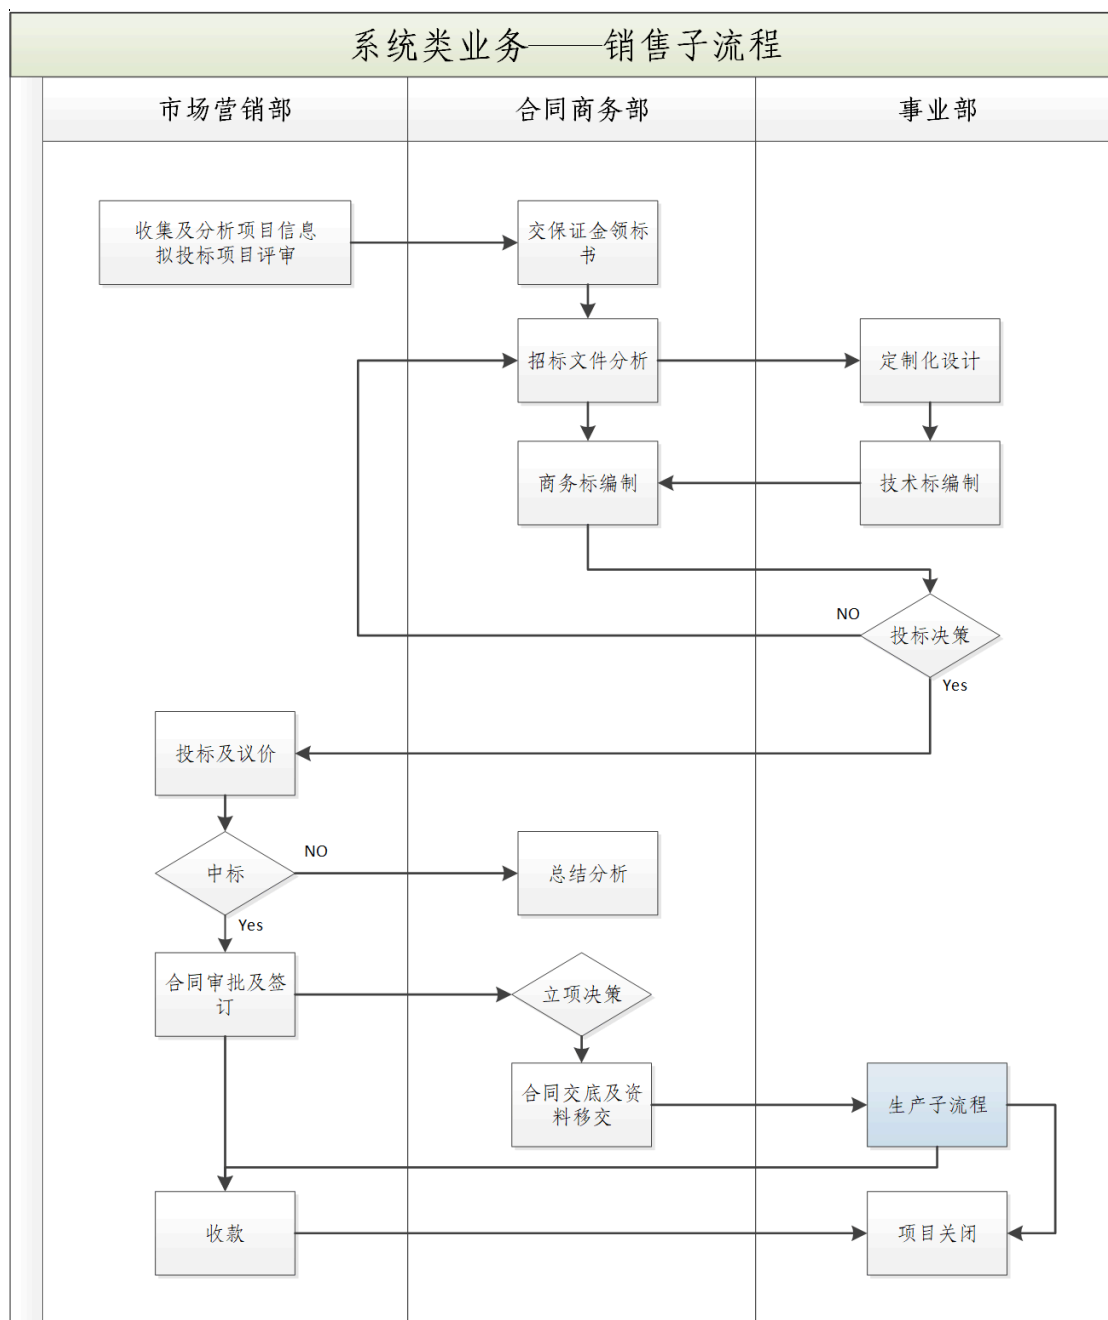 系统类业务——销售子流程
市场营销部
合同商务部
事业部
收集及分析项目信息
拟投标项目评审
交保证金领标
书
招标文件分析
定制化设计
商务标编制
技术标编制
NO
投标决策
Yes
投标及议价
中标
NO
总结分析
Yes
合同审批及签
订
立项决策
合同交底及资
料移交
生产子流程
收款
项目关闭